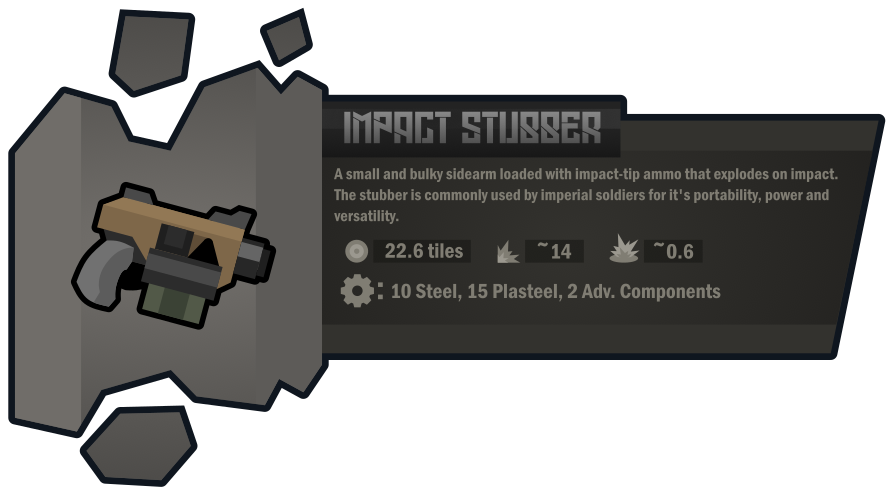 IMPACT STUBBER
A small and bulky sidearm loaded with impact-tip ammo that explodes on impact.
The stubber is commonly used by imperial soldiers for it's portability, power and
versatility.
22.6 tiles ~14 ~0.6
: 10 Steel, 15 Plasteel, 2 Adv. Components